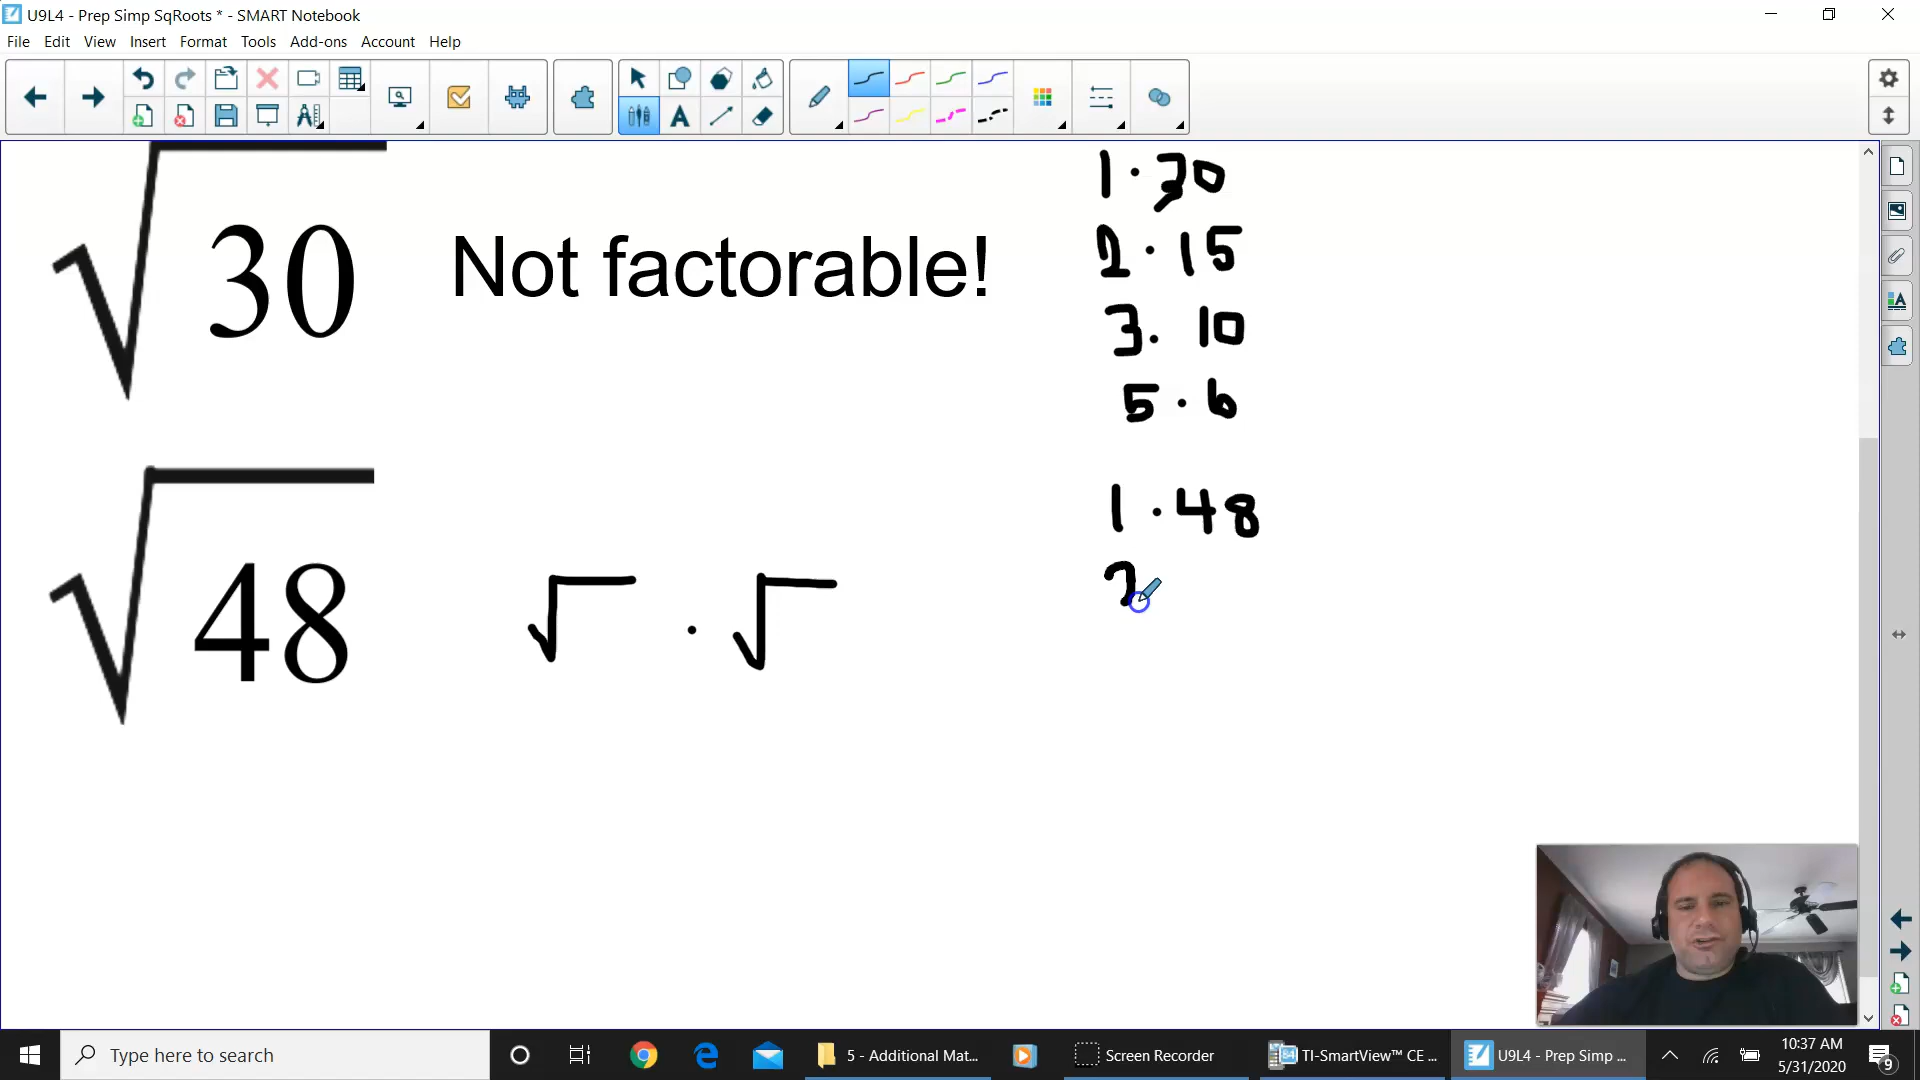 U9L4 - Prep Simp SqRoots * - SMART Notebook
File Edit View Insert Format Tools Add-ons Account Help
√30 Not factorable!
1 · 30
2 · 15
3 · 10
5 · 6
√48 √ · √
1 · 48
2
Type here to search
5 - Additional Mat...
Screen Recorder
84
TI-SmartView™ CE ...
U9L4 - Prep Simp ...
10:37 AM
5/31/2020
9